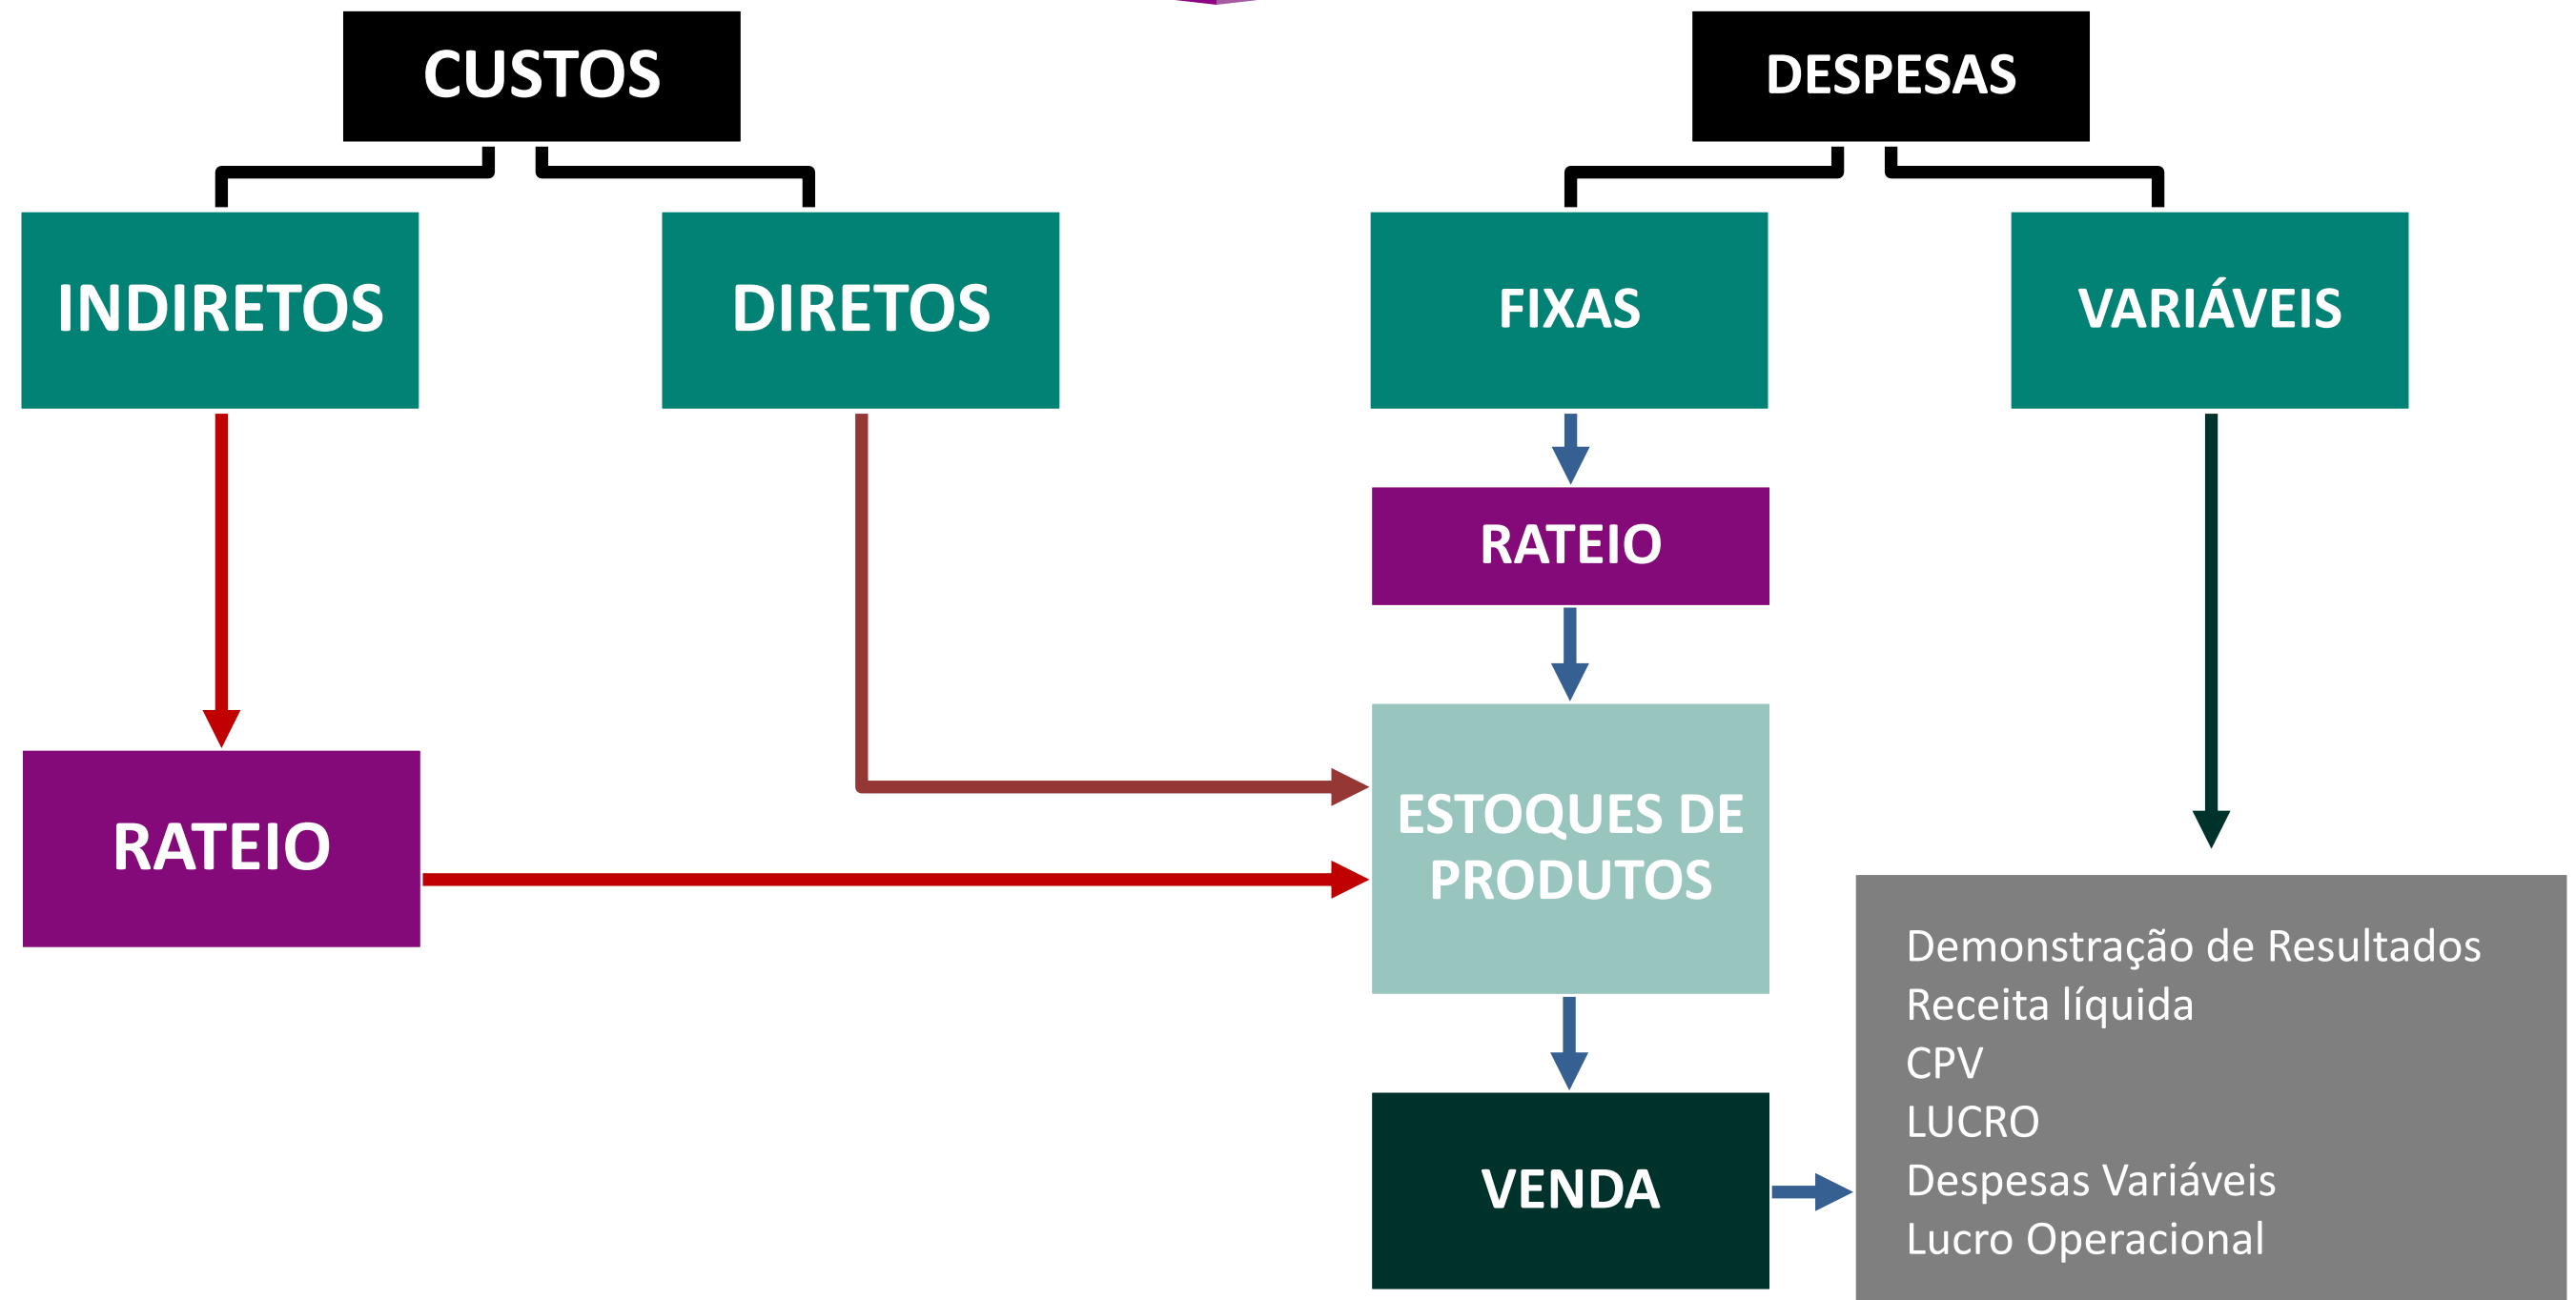 CUSTOS
DESPESAS
INDIRETOS
DIRETOS
FIXAS
VARIÁVEIS
RATEIO
RATEIO
ESTOQUES DE
PRODUTOS
VENDA
Demonstração de Resultados
Receita líquida
CPV
LUCRO
Despesas Variáveis
Lucro Operacional